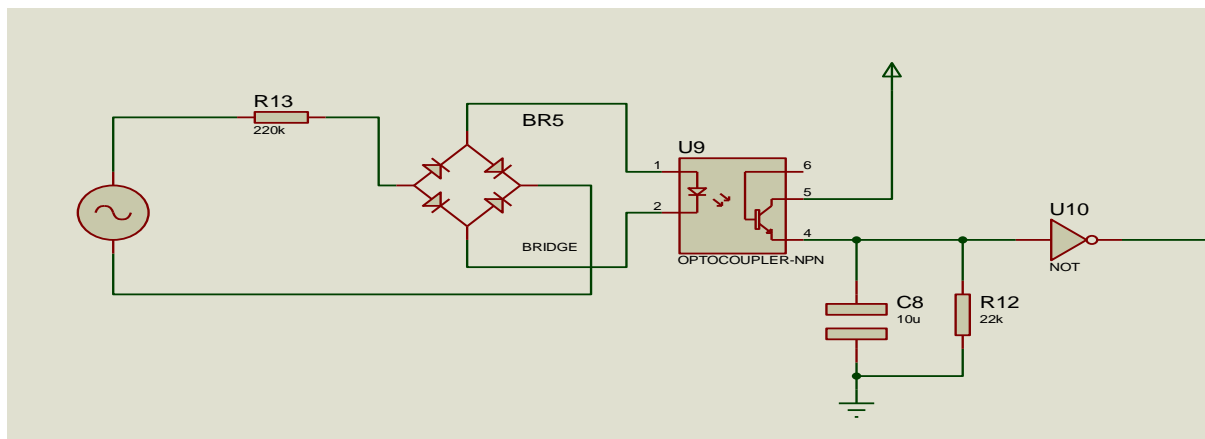 R13
220k
BR5
BRIDGE
U9
1
2
6
5
4
OPTOCOUPLER-NPN
U10
NOT
C8
10u
R12
22k